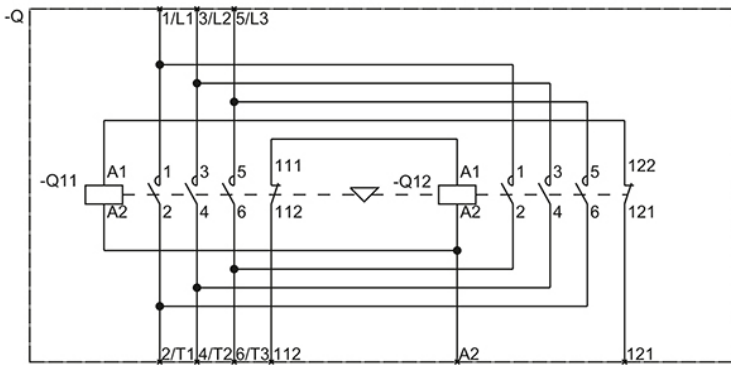 -Q 1/L1 3/L2 5/L3
111 122
-Q11 A1 1 3 5 -Q12 A1 1 3 5
A2 2 4 6 112 A2 2 4 6 121
2/T1 4/T2 6/T3 112 A2 121